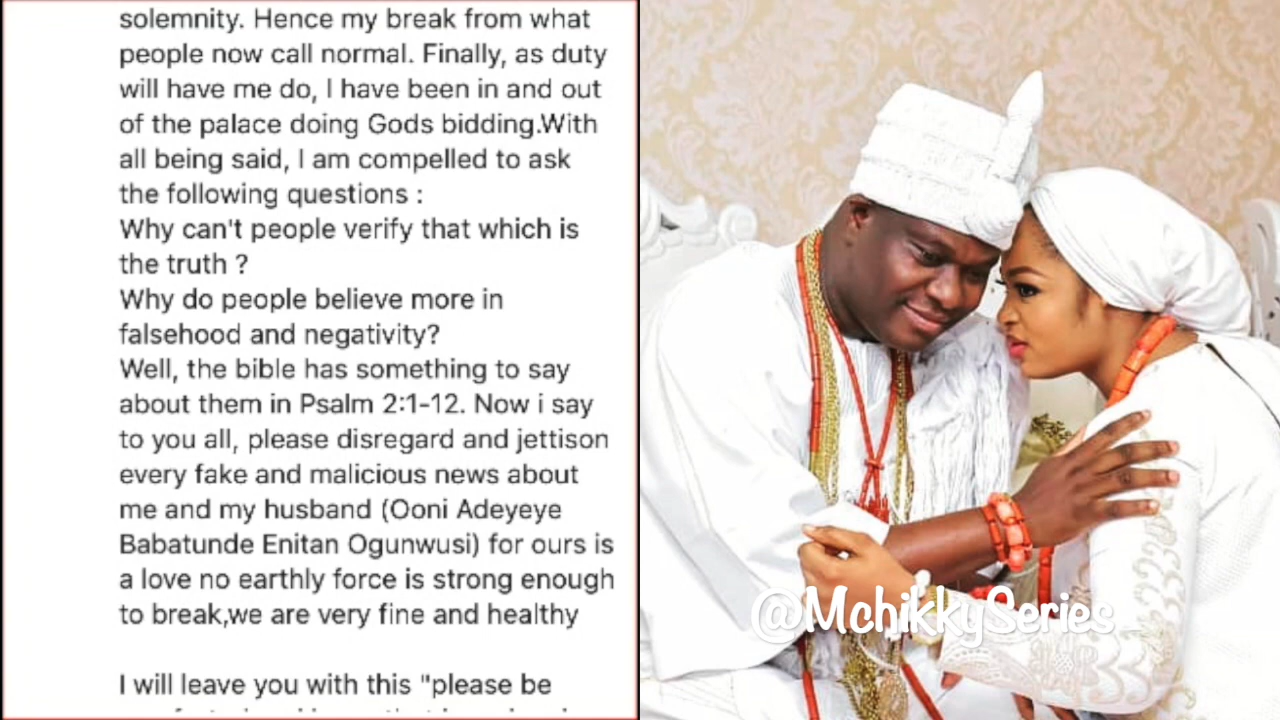 solemnity. Hence my break from what
people now call normal. Finally, as duty
will have me do, I have been in and out
of the palace doing Gods bidding.With
all being said, I am compelled to ask
the following questions :
Why can't people verify that which is
the truth ?
Why do people believe more in
falsehood and negativity?
Well, the bible has something to say
about them in Psalm 2:1-12. Now i say
to you all, please disregard and jettison
every fake and malicious news about
me and my husband (Ooni Adeyeye
Babatunde Enitan Ogunwusi) for ours is
a love no earthly force is strong enough
to break,we are very fine and healthy
I will leave you with this "please be
@MchikkySeries